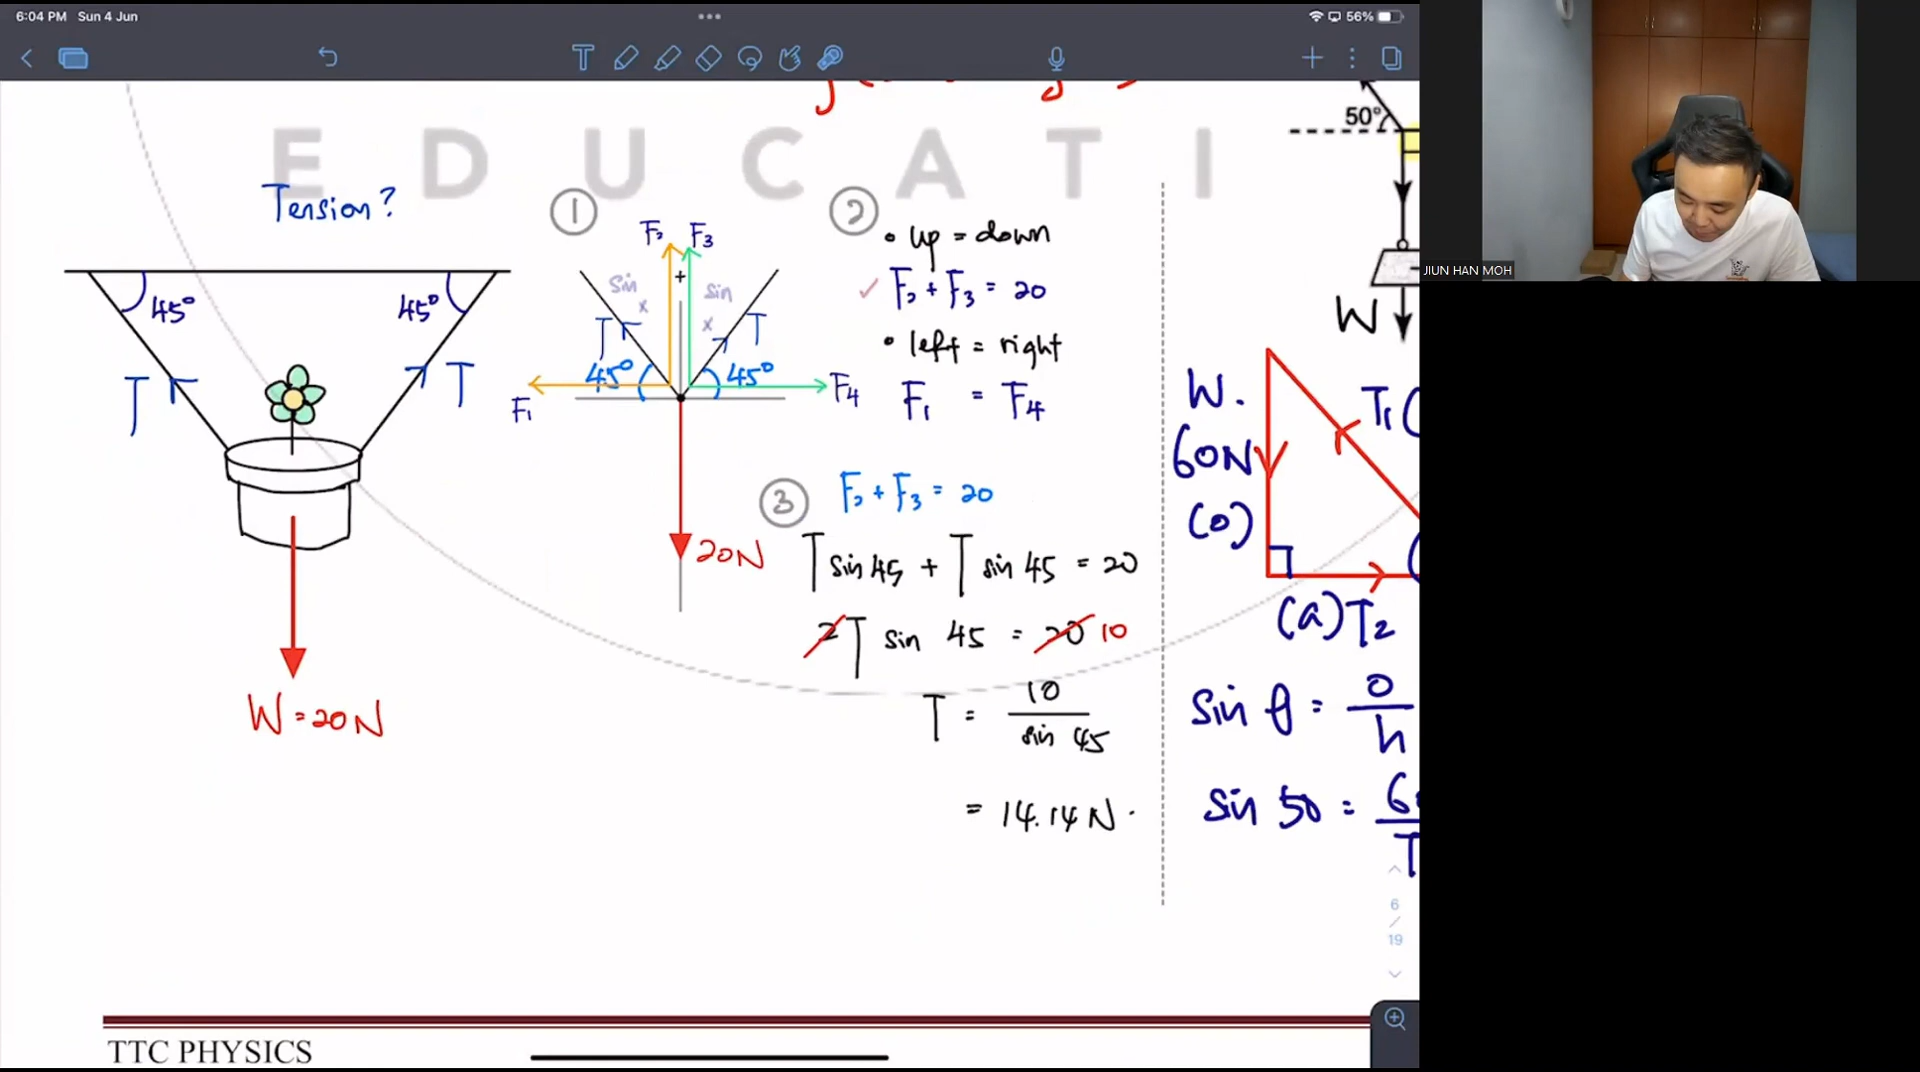 6:04 PM Sun 4 Jun
56%
E D U C A T I
Tension?
45° 45°
T T
W = 20N
1
F2 F3
+
sin sin
x x
T T
45° 45°
F1 F4
20N
2
• up = down
✓ F2 + F3 = 20
• left = right
F1 = F4
3
F2 + F3 = 20
T sin 45 + T sin 45 = 20
2T sin 45 = 20 10
T = 10
sin 45
= 14.14 N.
50°
W
W.
60N
(o)
T1(
(a) T2
sin θ = o
h
sin 50 = 6
T
6
/
19
TTC PHYSICS
JIUN HAN MOH